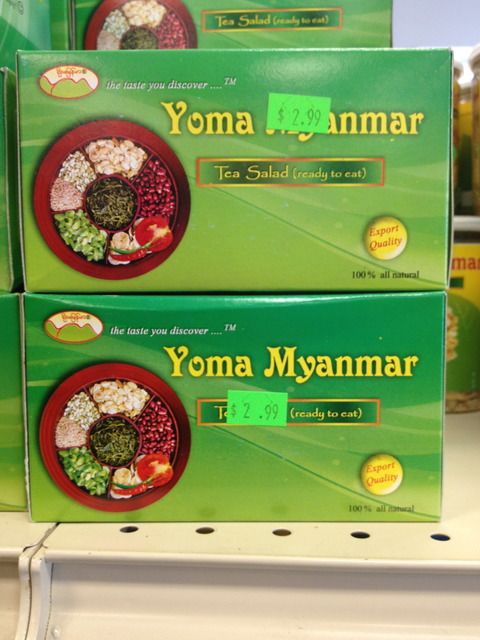 Tea Salad (ready to eat)
the taste you discover .... TM
Yoma Myanmar
$ 2.99
Tea Salad (ready to eat)
Export
Quality
100 % all natural
the taste you discover .... TM
Yoma Myanmar
$ 2.99
(ready to eat)
Export
Quality
100 % all natural